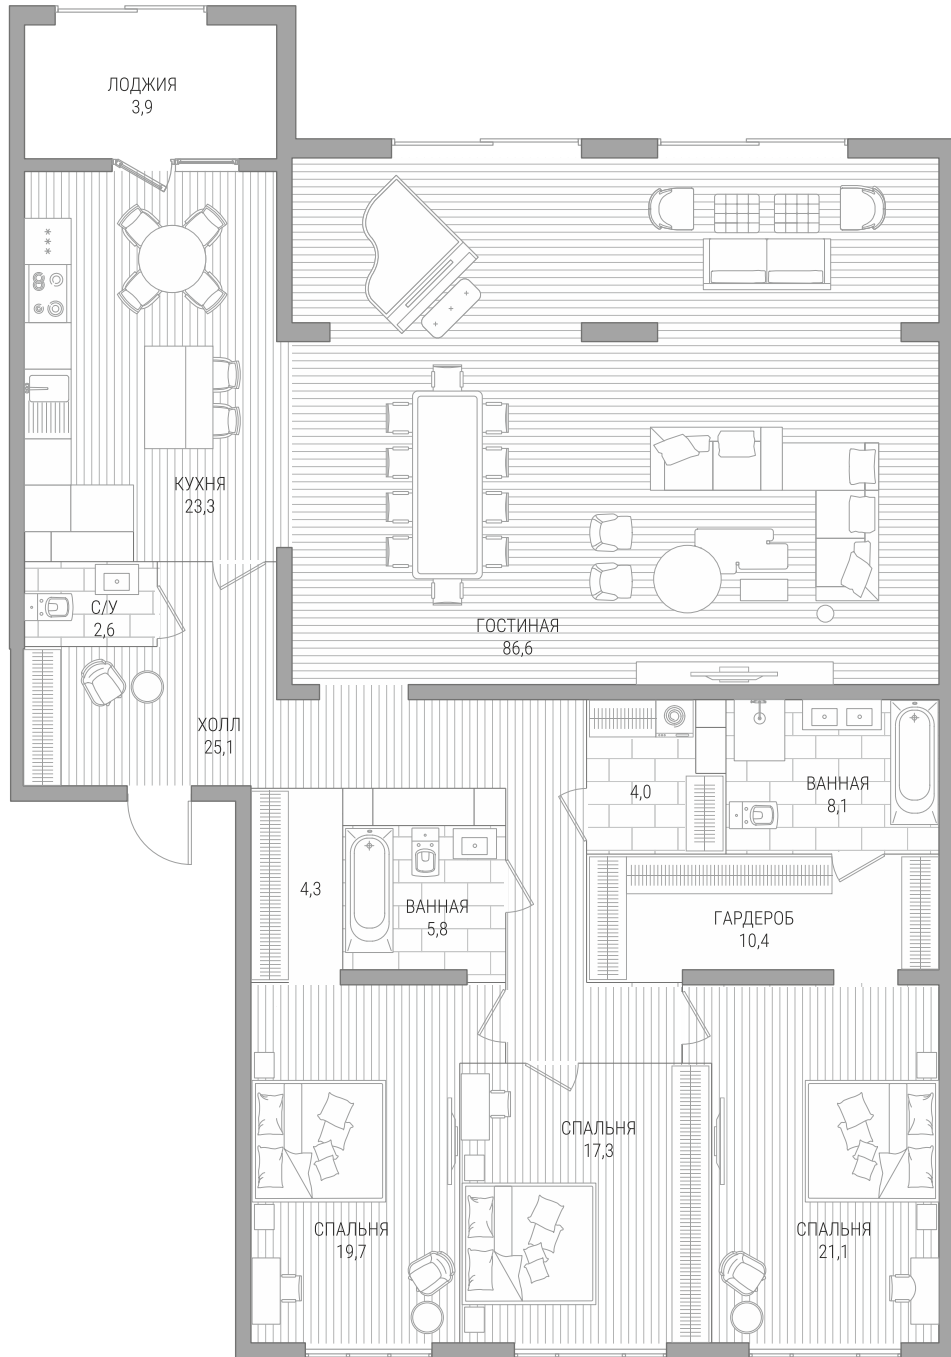 ЛОДЖИЯ
3,9
КУХНЯ
23,3
С/У
2,6
ГОСТИНАЯ
86,6
ХОЛЛ
25,1
4,0
ВАННАЯ
8,1
4,3
ВАННАЯ
5,8
ГАРДЕРОБ
10,4
СПАЛЬНЯ
17,3
СПАЛЬНЯ
19,7
СПАЛЬНЯ
21,1